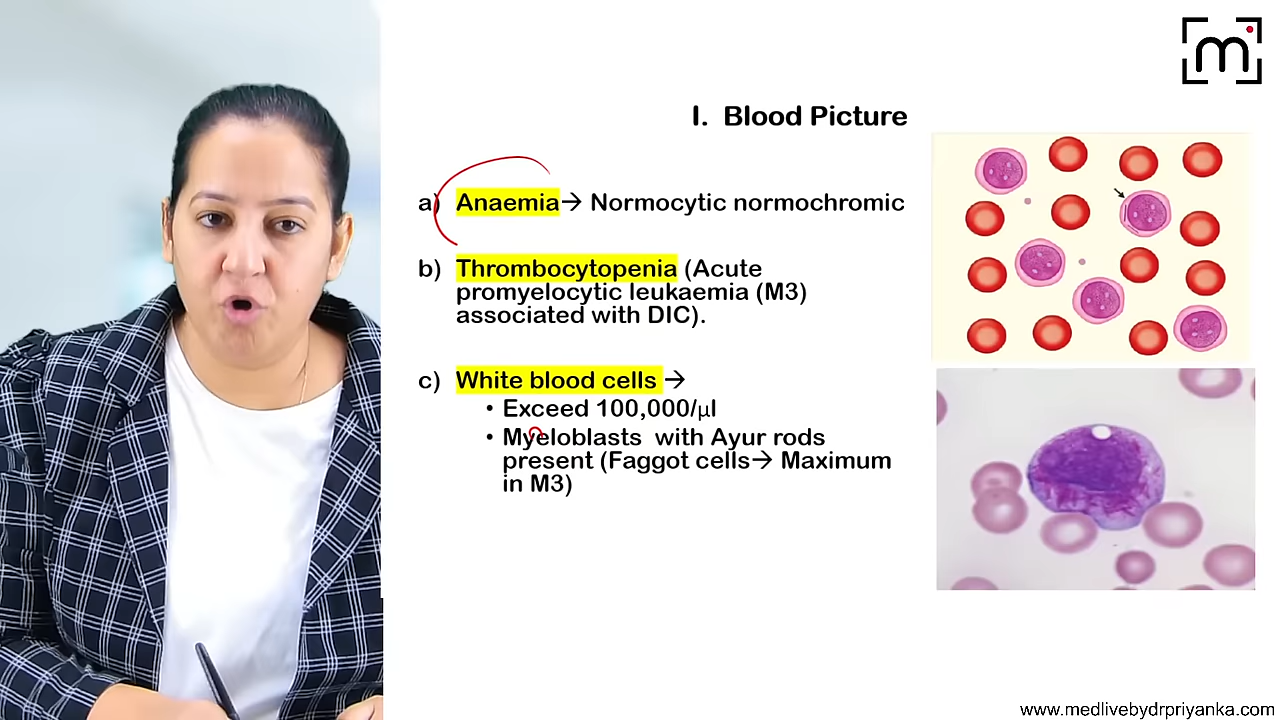 m
I. Blood Picture
a) Anaemia→ Normocytic normochromic
b) Thrombocytopenia (Acute
promyelocytic leukaemia (M3)
associated with DIC).
c) White blood cells →
• Exceed 100,000/µl
• Myeloblasts with Ayur rods
present (Faggot cells→ Maximum
in M3)
www.medlivebydrpriyanka.com